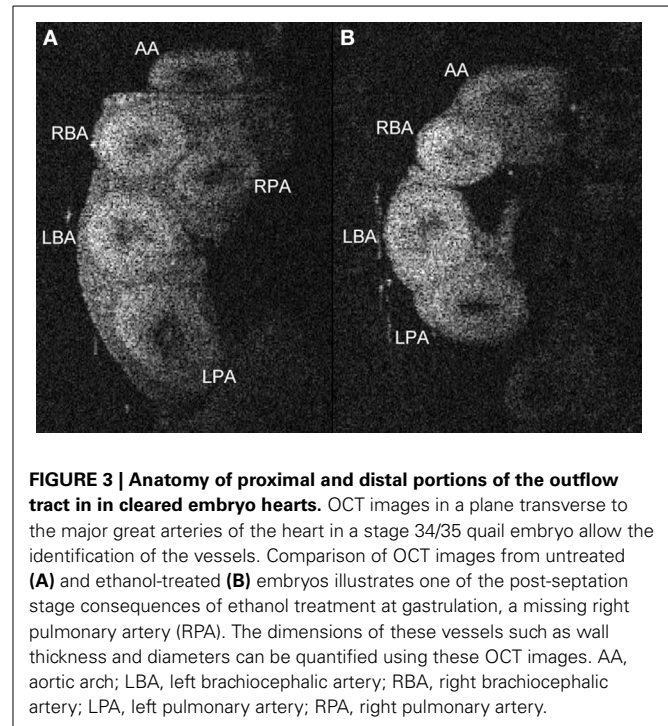 A
B
AA
AA
RBA
RBA
RPA
LBA
LBA
LPA
LPA
FIGURE 3 | Anatomy of proximal and distal portions of the outflow
tract in in cleared embryo hearts. OCT images in a plane transverse to
the major great arteries of the heart in a stage 34/35 quail embryo allow the
identification of the vessels. Comparison of OCT images from untreated
(A) and ethanol-treated (B) embryos illustrates one of the post-septation
stage consequences of ethanol treatment at gastrulation, a missing right
pulmonary artery (RPA). The dimensions of these vessels such as wall
thickness and diameters can be quantified using these OCT images. AA,
aortic arch; LBA, left brachiocephalic artery; RBA, right brachiocephalic
artery; LPA, left pulmonary artery; RPA, right pulmonary artery.